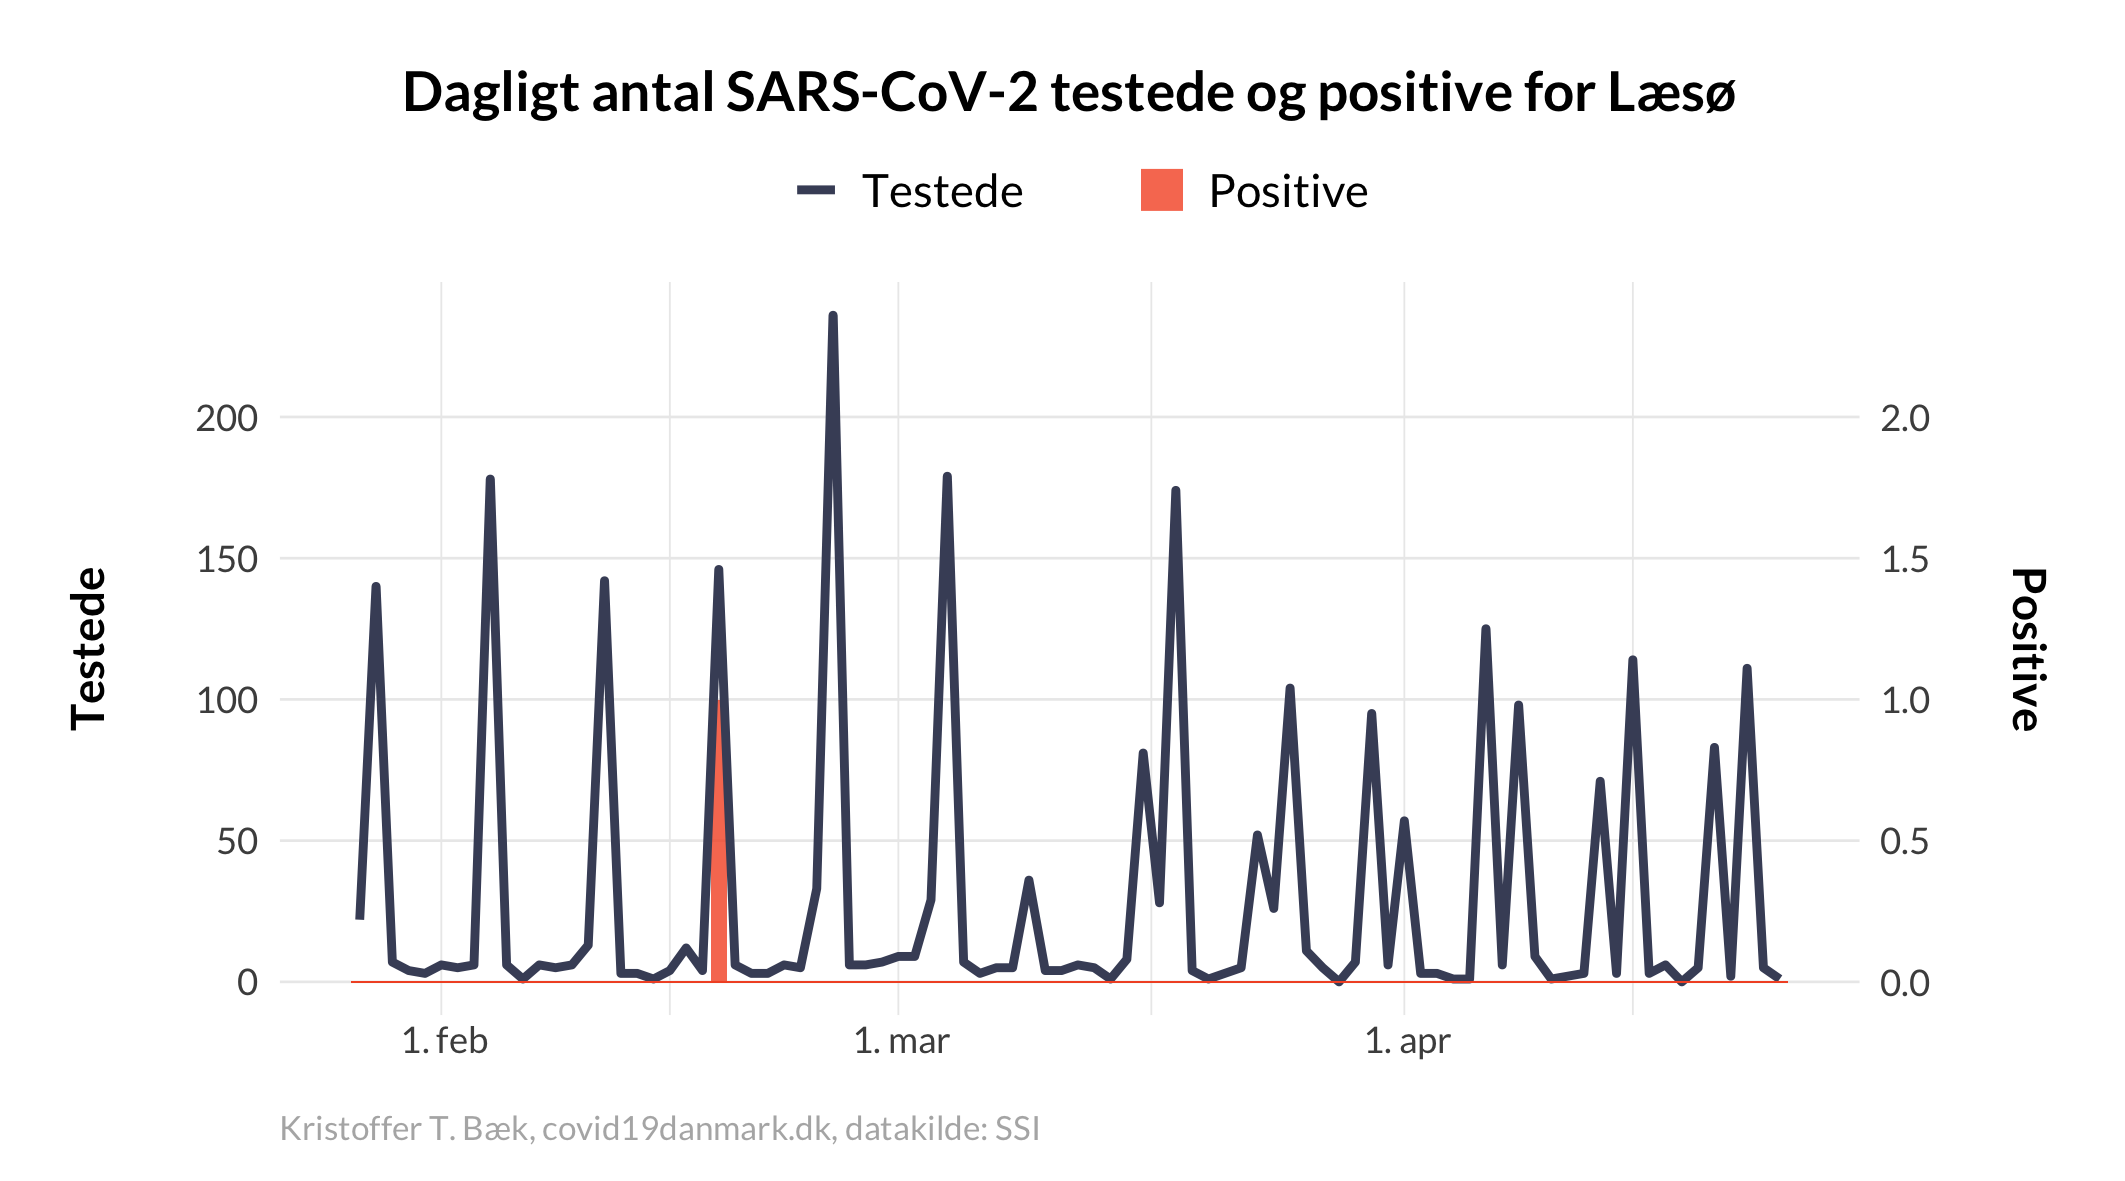 Dagligt antal SARS-CoV-2 testede og positive for Læsø
Testede Positive
200 2.0
150 1.5
100 1.0
50 0.5
0 0.0
Testede
Positive
1. feb 1. mar 1. apr
Kristoffer T. Bæk, covid19danmark.dk, datakilde: SSI